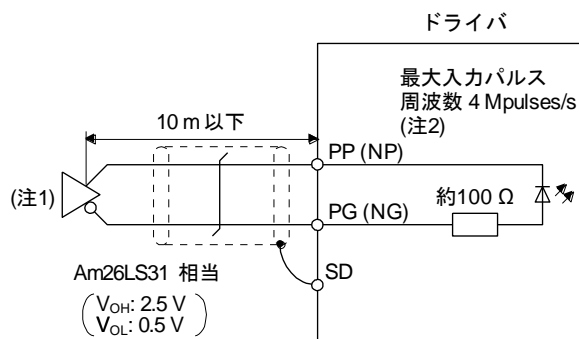 ドライバ
最大入力パルス
周波数 4 Mpulses/s
(注2)
10 m 以下
PP (NP)
(注1)
約100 Ω
PG (NG)
SD
Am26LS31 相当
VOH: 2.5 V
VOL: 0.5 V